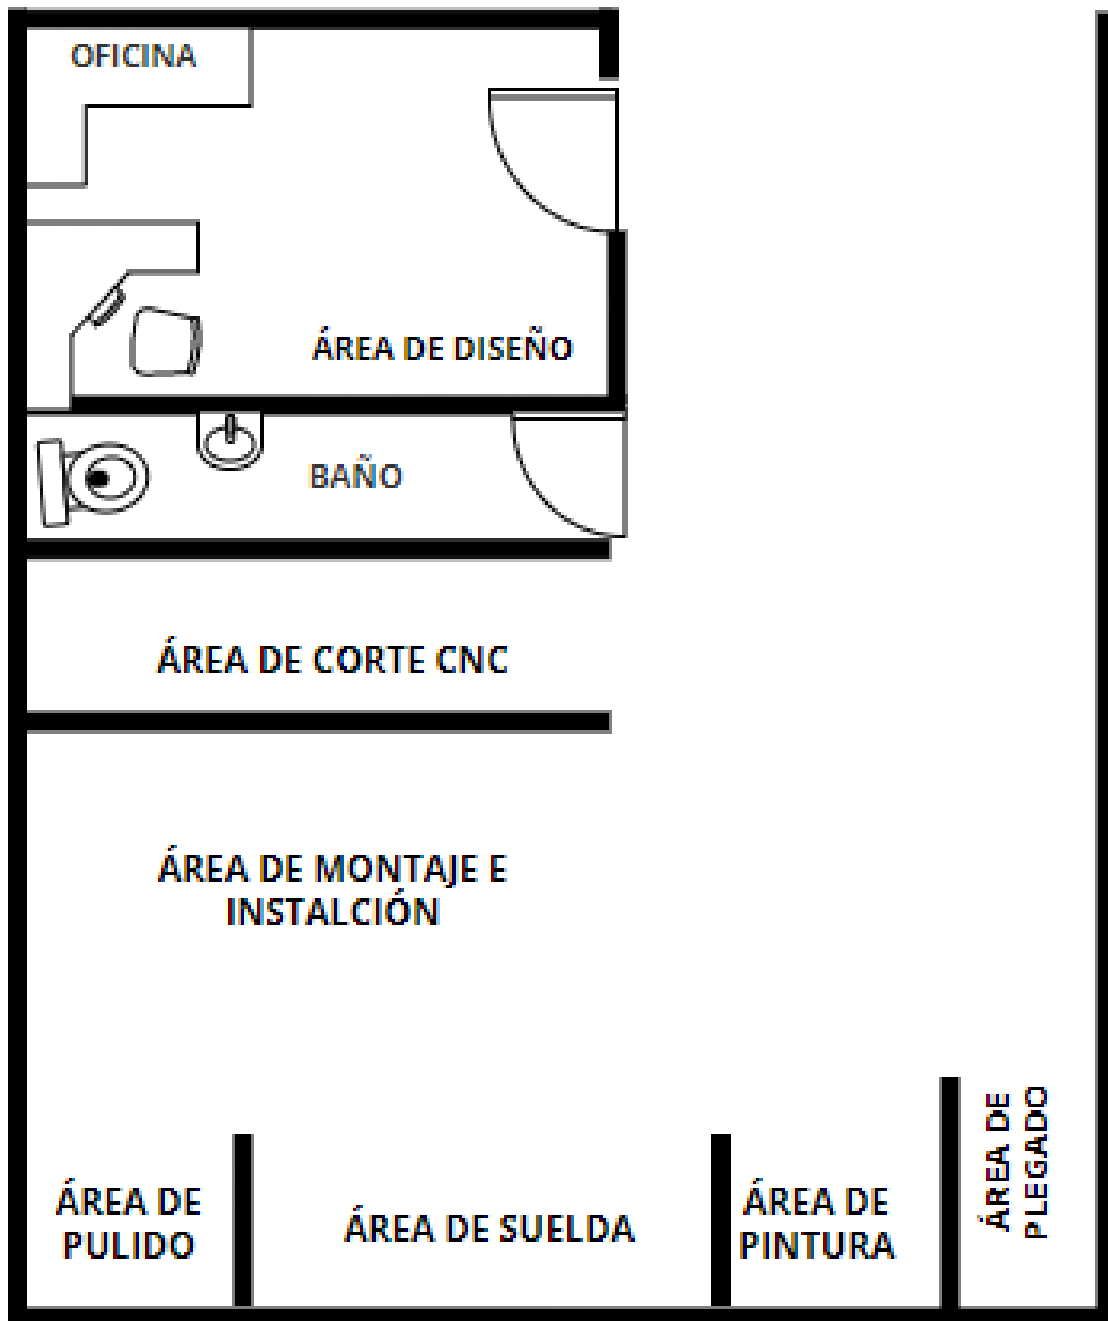 OFICINA
ÁREA DE DISEÑO
BAÑO
ÁREA DE CORTE CNC
ÁREA DE MONTAJE E
INSTALCIÓN
ÁREA DE
PULIDO
ÁREA DE SUELDA
ÁREA DE
PINTURA
ÁREA DE
PLEGADO